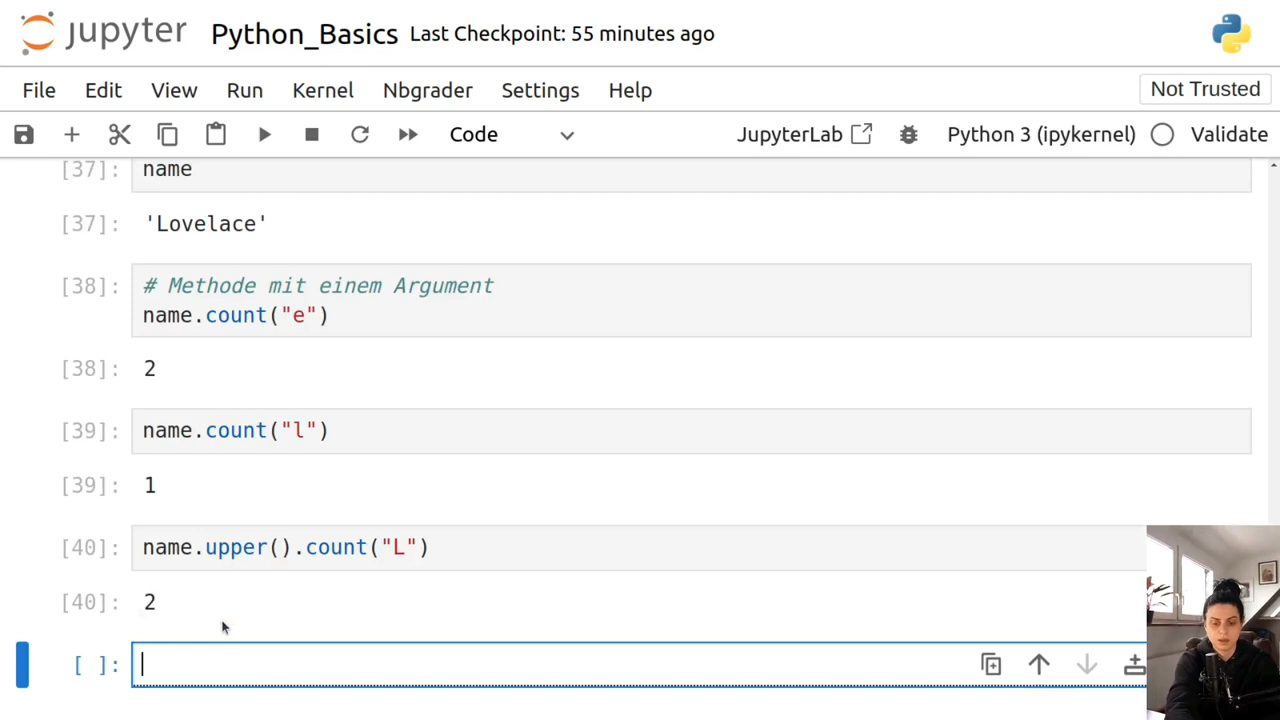 jupyter Python_Basics Last Checkpoint: 55 minutes ago
File Edit View Run Kernel Nbgrader Settings Help Not Trusted
Code JupyterLab Python 3 (ipykernel) Validate
[37]: name
[37]: 'Lovelace'
[38]: # Methode mit einem Argument
name.count("e")
[38]: 2
[39]: name.count("l")
[39]: 1
[40]: name.upper().count("L")
[40]: 2
[ ]: